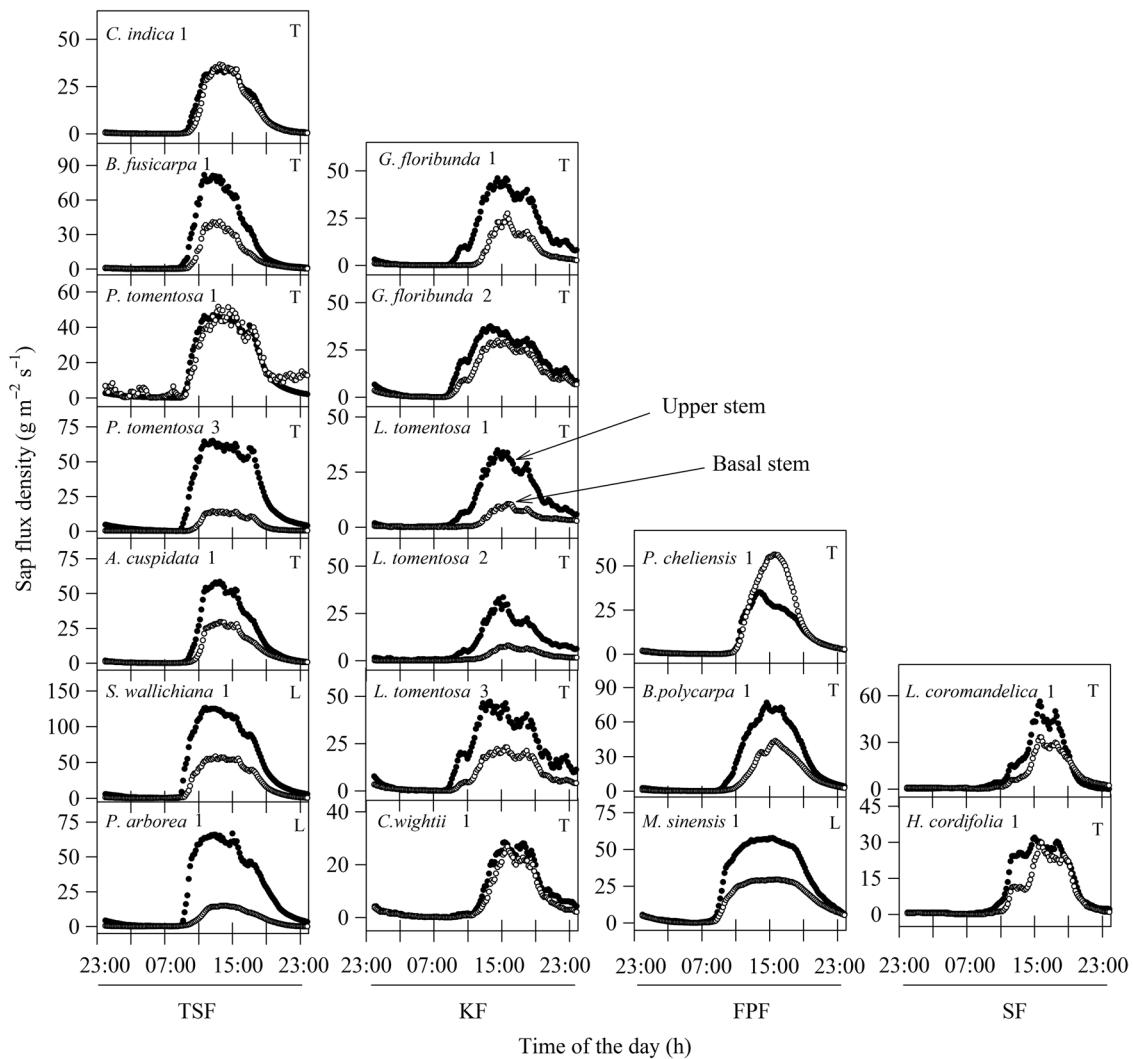 Sap flux density (g m⁻² s⁻¹)
C. indica 1 T
50
25
0
B. fusicarpa 1 T
90
60
30
0
P. tomentosa 1 T
60
40
20
0
P. tomentosa 3 T
75
50
25
0
A. cuspidata 1 T
75
50
25
0
S. wallichiana 1 L
150
100
50
0
P. arborea 1 L
75
50
25
0
23:00 07:00 15:00 23:00
TSF
G. floribunda 1 T
50
25
0
G. floribunda 2 T
50
25
0
L. tomentosa 1 T
50
25
0
Upper stem
Basal stem
L. tomentosa 2 T
50
25
0
L. tomentosa 3 T
50
25
0
C.wightii 1 T
40
20
0
23:00 07:00 15:00 23:00
KF
P. cheliensis 1 T
50
25
0
B.polycarpa 1 T
90
60
30
0
M. sinensis 1 L
75
50
25
0
23:00 07:00 15:00 23:00
FPF
L. coromandelica 1 T
60
30
0
H. cordifolia 1 T
45
30
15
0
23:00 07:00 15:00 23:00
SF
Time of the day (h)